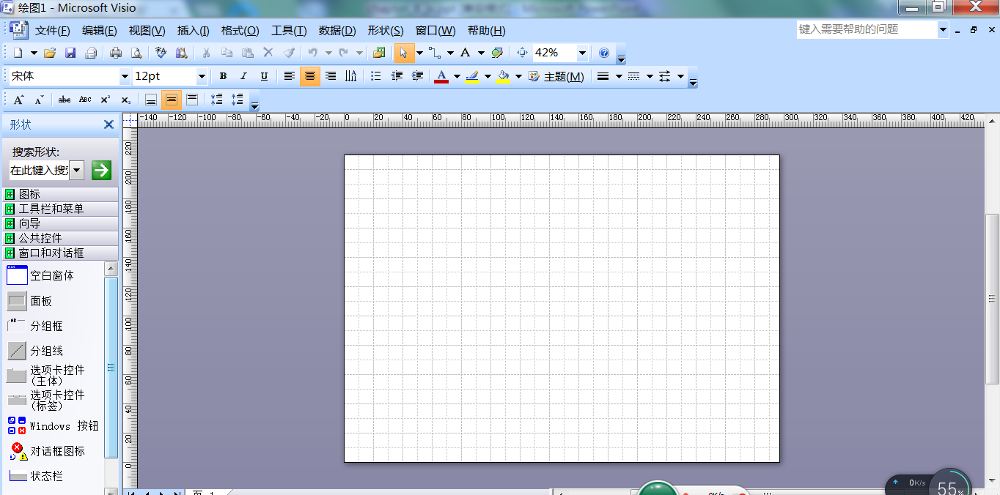 绘图1 - Microsoft Visio
文件(F) 编辑(E) 视图(V) 插入(I) 格式(O) 工具(T) 数据(D) 形状(S) 窗口(W) 帮助(H) 键入需要帮助的问题
A 42%
宋体 12pt B I U A 主题(M)
A A abc ABC x² x₂
形状
-140 -120 -100 -80 -60 -40 -20 0 20 40 60 80 100 120 140 160 180 200 220 240 260 280 300 320 340 360 380 400 420
220
200
180
160
140
120
100
80
60
40
20
0
搜索形状:
在此键入搜
图标
工具栏和菜单
向导
公共控件
窗口和对话框
空白窗体
面板
分组框
分组线
选项卡控件
(主体)
选项卡控件
(标签)
Windows 按钮
对话框图标
状态栏
页-1
0K/s
0K/s
55%